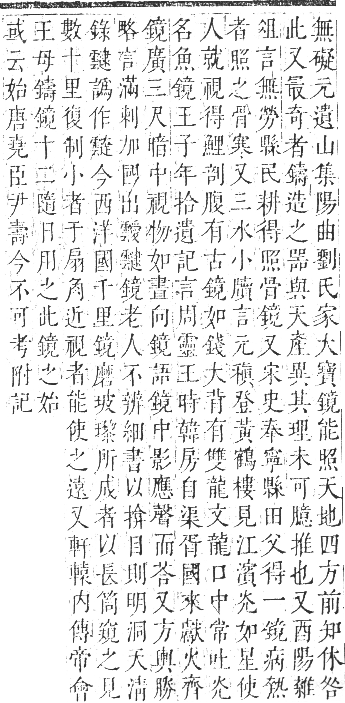 無礙元遺山集陽曲劉氏家大寶鏡能照天地四方前知休咎
此又最奇者鑄造之器與天產異其理未可臆推也又酉陽雜
俎言無勞縣民耕得照骨鏡又宋史奉寧縣田父得一鏡病熱
者照之骨寒又三水小牘言元稹登黃鶴樓見江濱光如星使
人就視得鯉剖腹有古鏡如錢大背有雙龍文龍口中常吐光
名魚鏡王子年拾遺記言周靈王時韓房自渠胥國來獻火齊
鏡廣三尺暗中視物如晝向鏡語鏡中影應聲而荅又方輿勝
略言滿剌加國出靉靆鏡老人不辨細書以揜目則明洞天清
錄靆譌作靉今西洋國千里鏡磨玻瓈所成者以長筒窺之見
數十里復制小者于扇角近視者能使之遠又軒轅內傳帝會
王母鑄鏡十二隨日用之此鏡之始
或云始唐堯臣尹壽今不可考附記